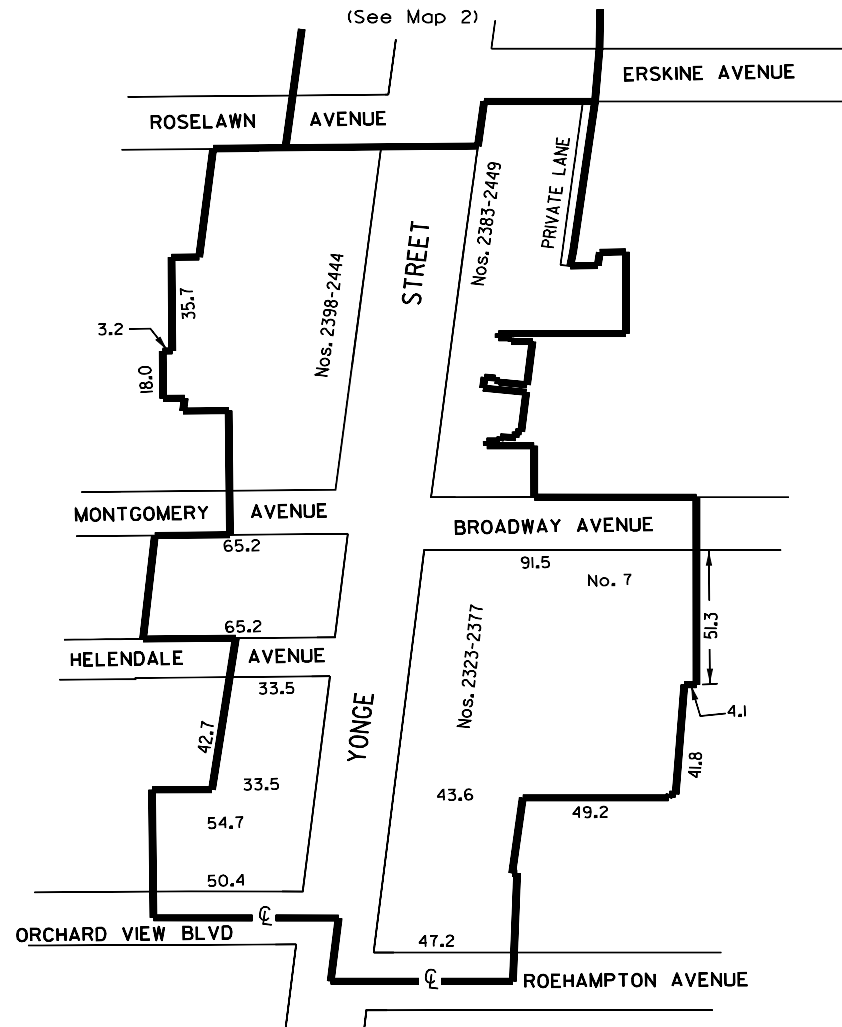 (See Map 2)
ERSKINE AVENUE
ROSELAWN AVENUE
PRIVATE LANE
Nos. 2383-2449
STREET
Nos. 2398-2444
35.7
3.2
18.0
MONTGOMERY AVENUE
BROADWAY AVENUE
65.2
91.5
No. 7
51.3
65.2
HELENDALE AVENUE
Nos. 2323-2377
33.5
YONGE
42.7
4.1
41.8
33.5
43.6
49.2
54.7
50.4
℄
ORCHARD VIEW BLVD
47.2
℄
ROEHAMPTON AVENUE